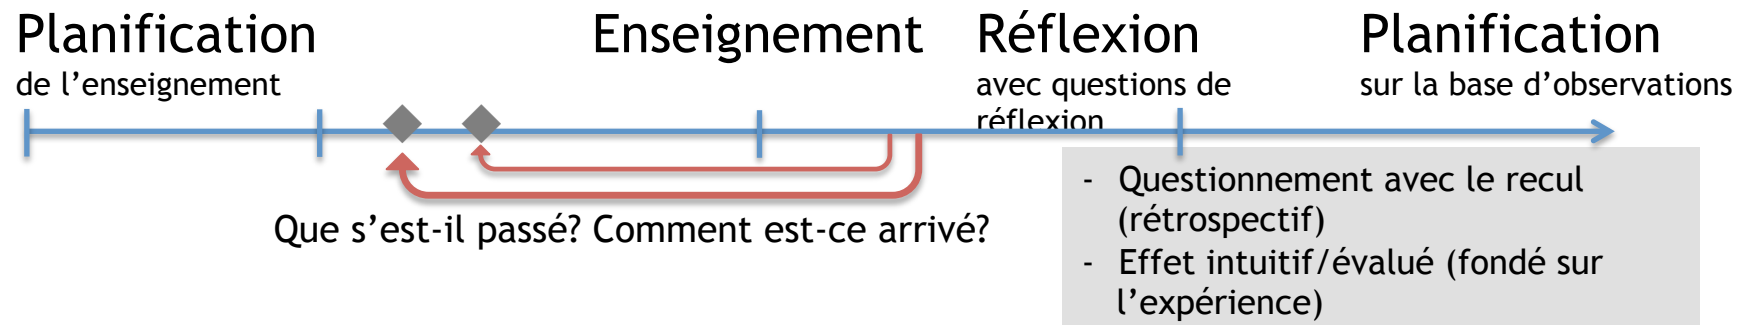 Planification
de l’enseignement
Enseignement
Réflexion
avec questions de
réflexion
Planification
sur la base d’observations
Que s’est-il passé? Comment est-ce arrivé?
- Questionnement avec le recul
(rétrospectif)
- Effet intuitif/évalué (fondé sur
l’expérience)